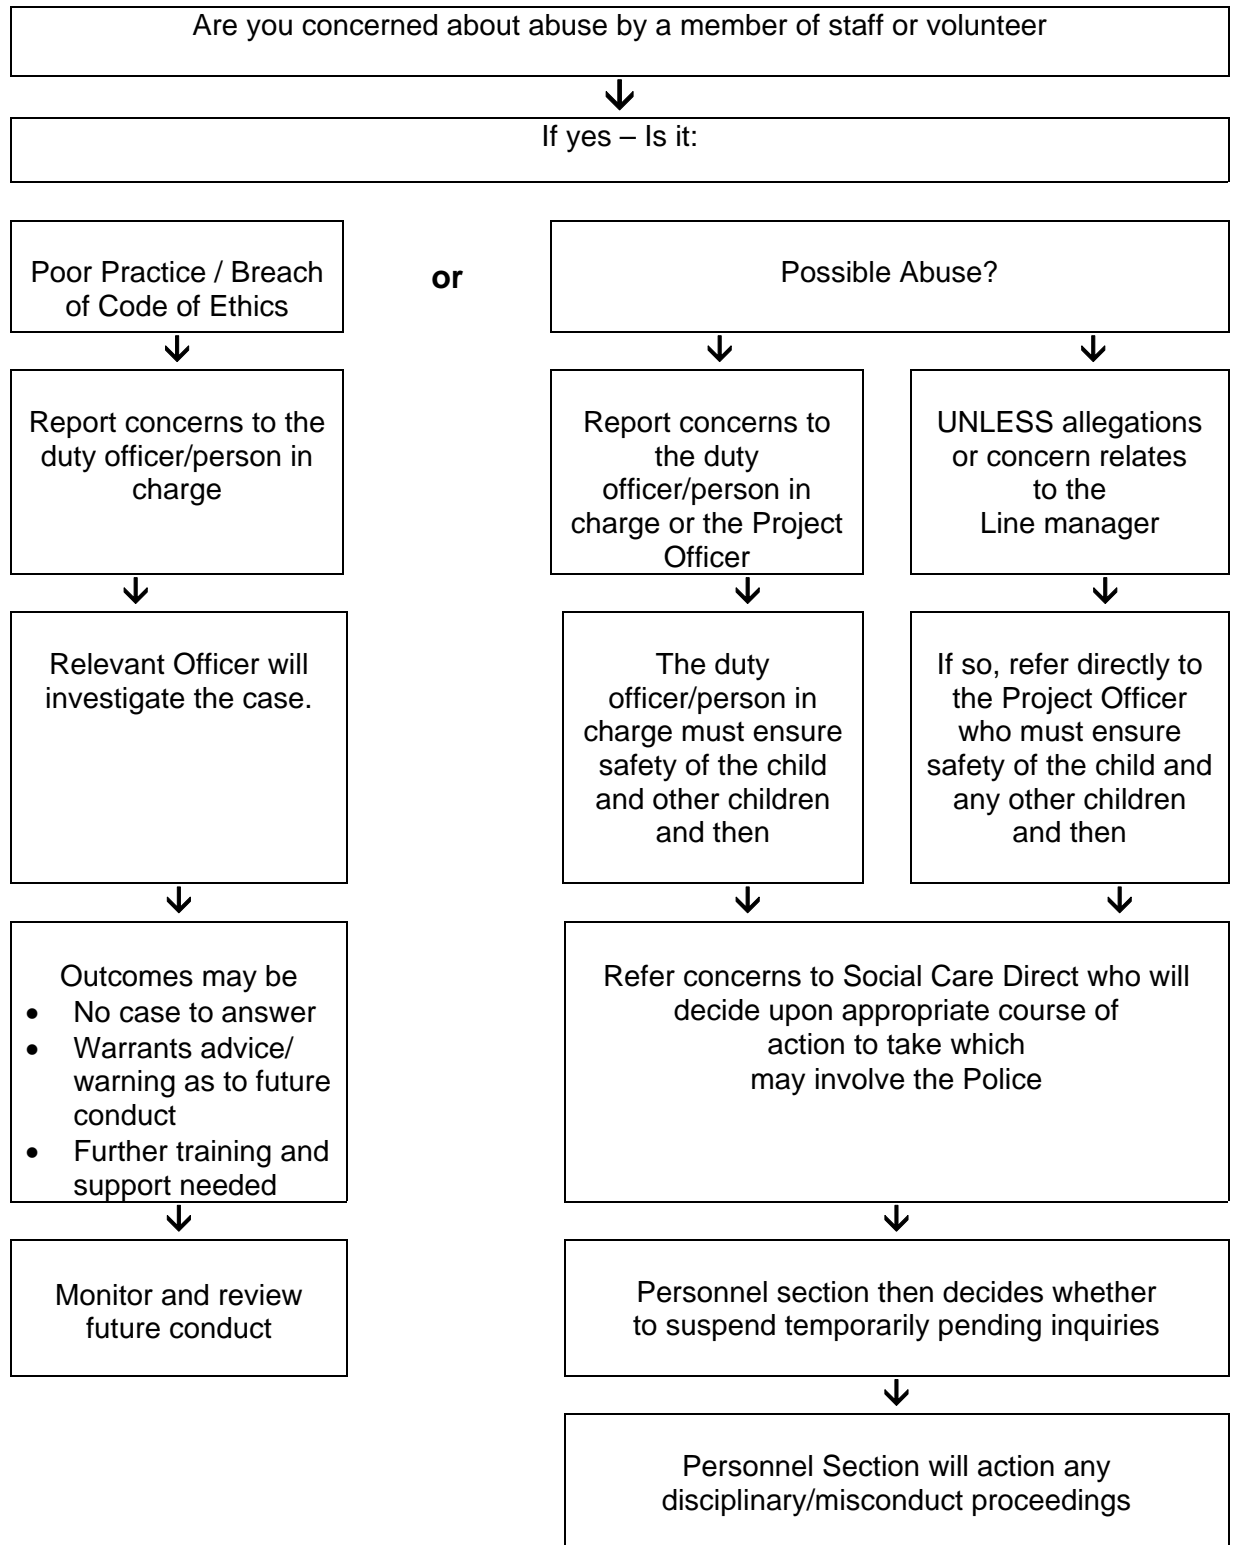 Are you concerned about abuse by a member of staff or volunteer
If yes – Is it:
Poor Practice / Breach
of Code of Ethics
or
Possible Abuse?
Report concerns to the
duty officer/person in
charge
Report concerns to
the duty
officer/person in
charge or the Project
Officer
UNLESS allegations
or concern relates
to the
Line manager
Relevant Officer will
investigate the case.
The duty
officer/person in
charge must ensure
safety of the child
and other children
and then
If so, refer directly to
the Project Officer
who must ensure
safety of the child and
any other children
and then
Outcomes may be
• No case to answer
• Warrants advice/
warning as to future
conduct
• Further training and
support needed
Refer concerns to Social Care Direct who will
decide upon appropriate course of
action to take which
may involve the Police
Monitor and review
future conduct
Personnel section then decides whether
to suspend temporarily pending inquiries
Personnel Section will action any
disciplinary/misconduct proceedings